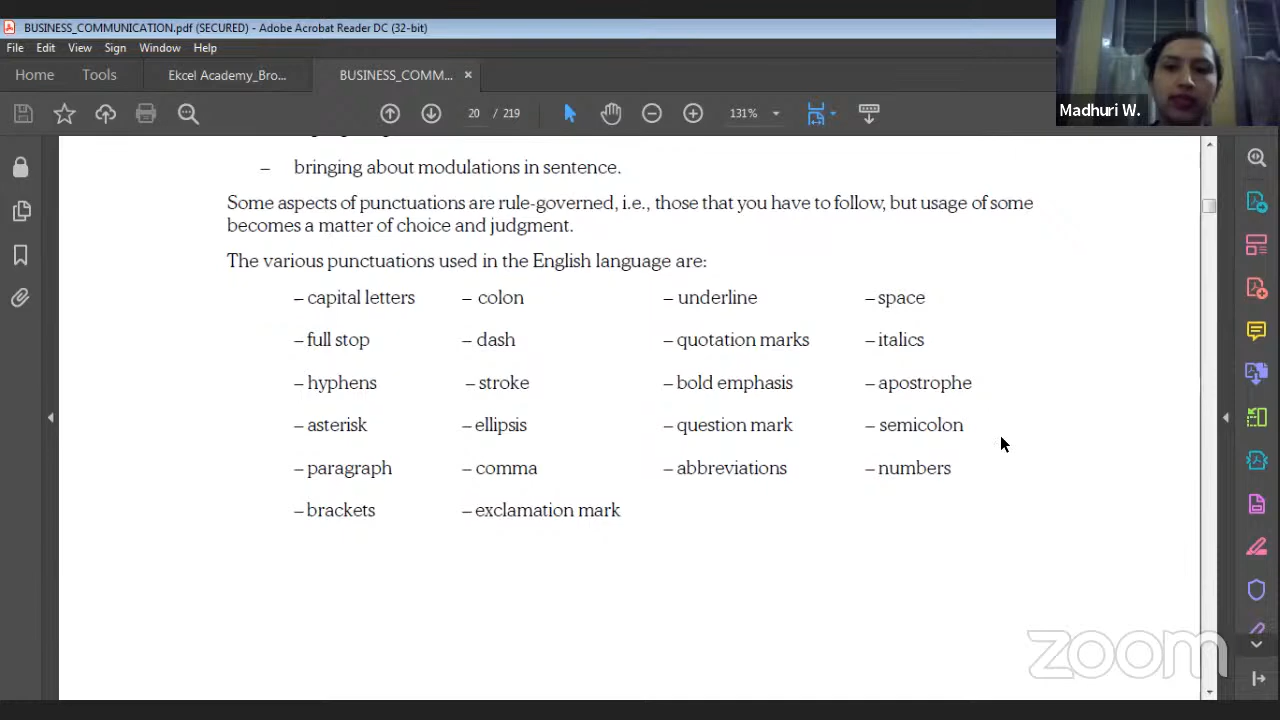 BUSINESS_COMMUNICATION.pdf (SECURED) - Adobe Acrobat Reader DC (32-bit)
File Edit View Sign Window Help
Home Tools Ekcel Academy_Bro... BUSINESS_COMM... ×
20 / 219 131%
Madhuri W.
– bringing about modulations in sentence.
Some aspects of punctuations are rule-governed, i.e., those that you have to follow, but usage of some
becomes a matter of choice and judgment.
The various punctuations used in the English language are:
– capital letters – colon – underline – space
– full stop – dash – quotation marks – italics
– hyphens – stroke – bold emphasis – apostrophe
– asterisk – ellipsis – question mark – semicolon
– paragraph – comma – abbreviations – numbers
– brackets – exclamation mark
zoom